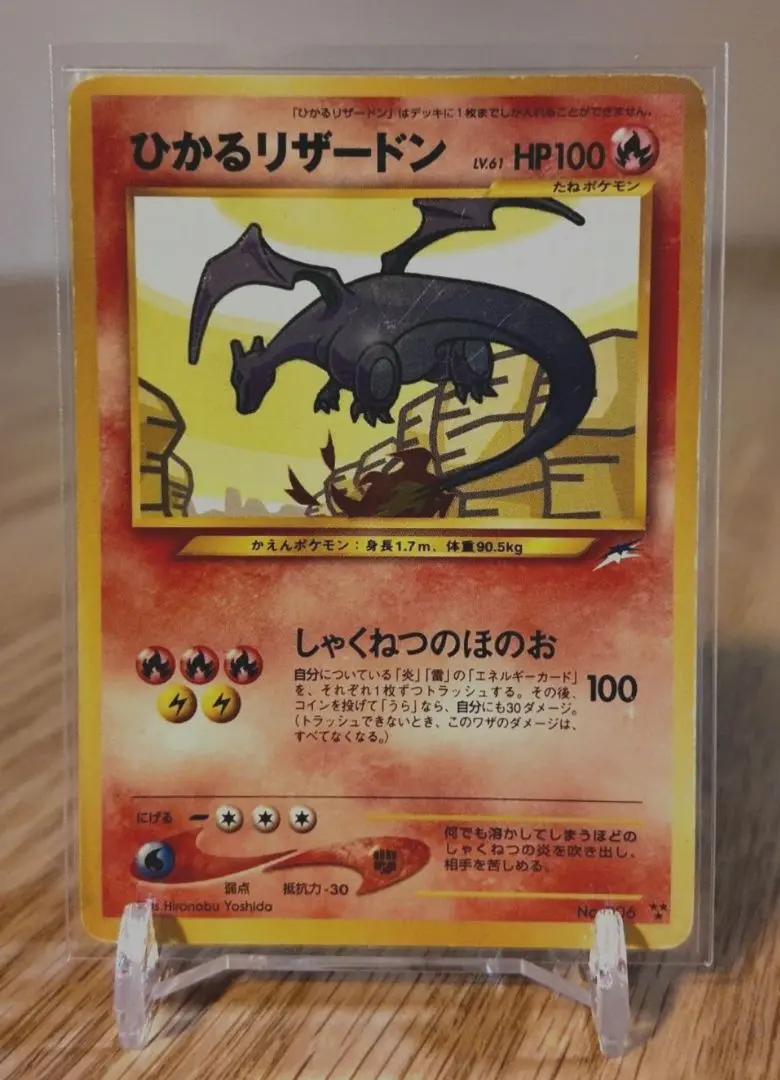 「ひかるリザードン」はデッキに1枚までしか入れることができません。
ひかるリザードン LV.61 HP100
たねポケモン
かえんポケモン：身長1.7m、体重90.5kg
しゃくねつのほのお
自分についている「炎」「雷」の「エネルギーカード」
を、それぞれ1枚ずつトラッシュする。その後、
コインを投げて「うら」なら、自分にも30ダメージ。
（トラッシュできないとき、このワザのダメージは、
すべてなくなる。）
100
にげる
何でも溶かしてしまうほどの
しゃくねつの炎を吹き出し、
相手を苦しめる。
弱点 抵抗力 -30
Hironobu Yoshida